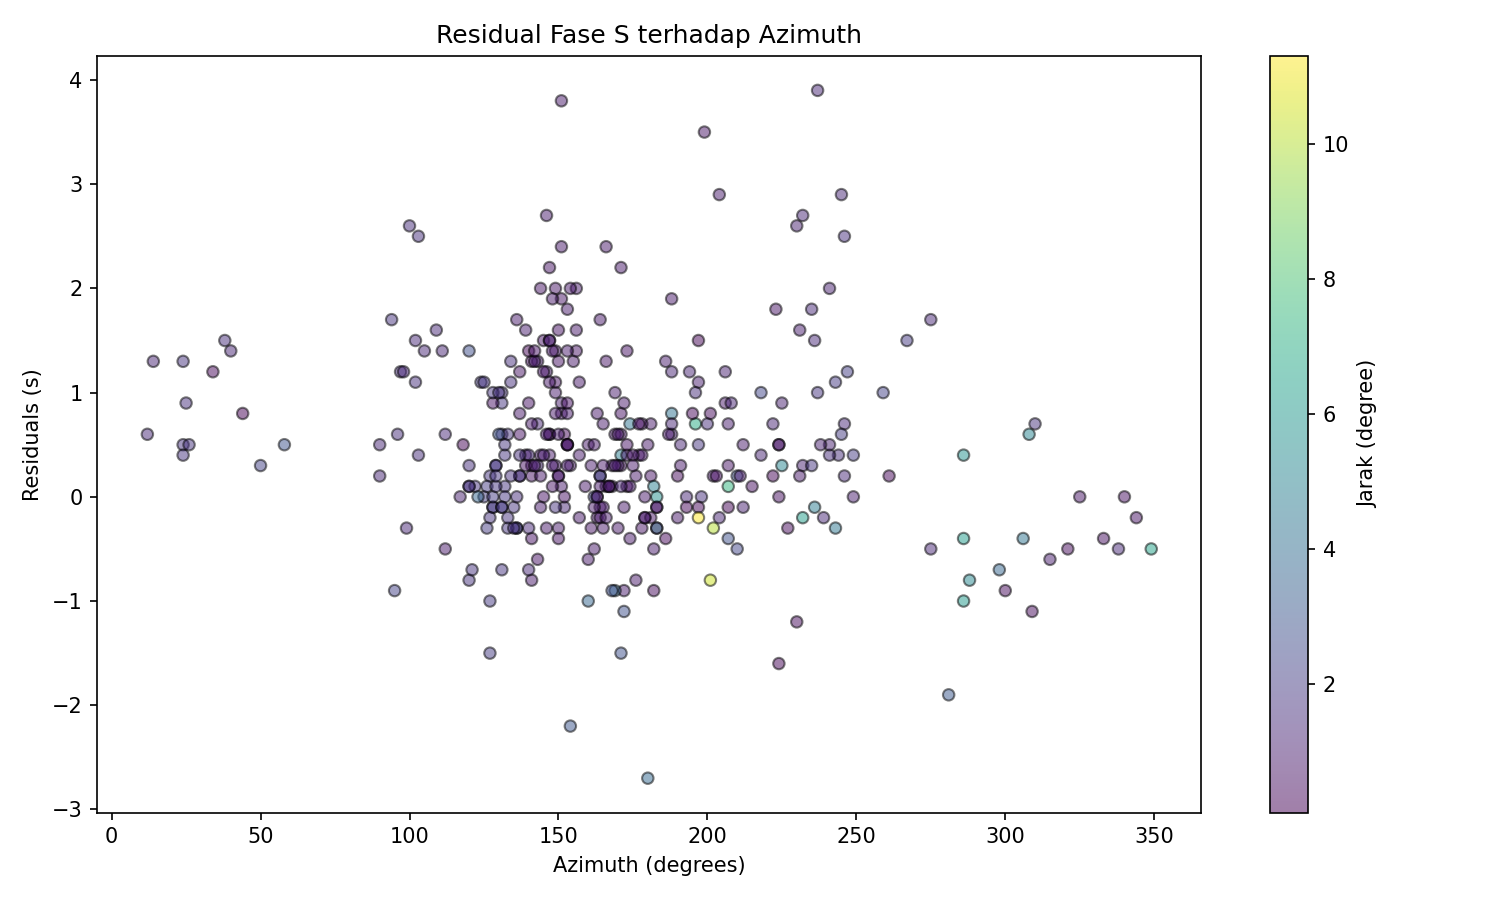 Residual Fase S terhadap Azimuth
Residuals (s)
4
3
2
1
0
−1
−2
−3
0 50 100 150 200 250 300 350
Azimuth (degrees)
10
8
6
4
2
Jarak (degree)